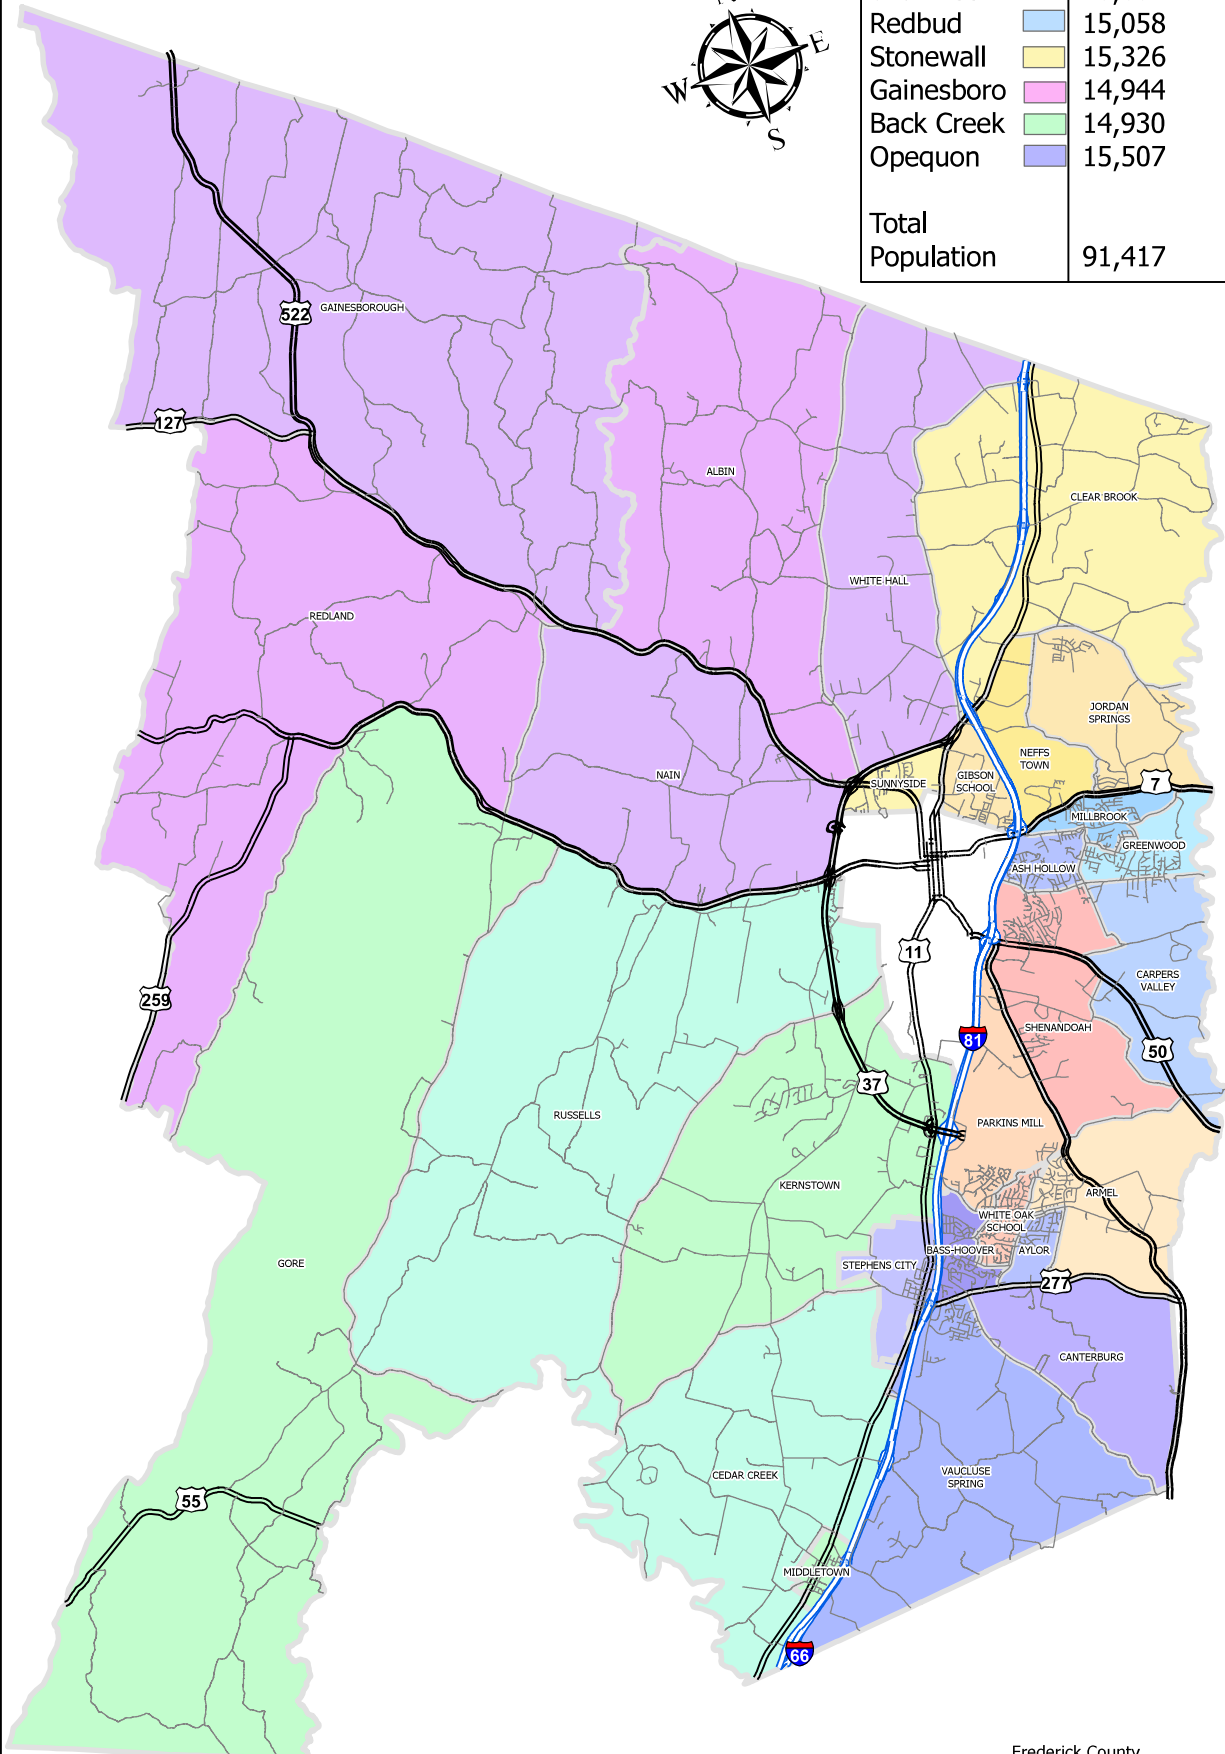 E
W
S
Redbud 15,058
Stonewall 15,326
Gainesboro 14,944
Back Creek 14,930
Opequon 15,507
Total
Population 91,417
522
GAINESBOROUGH
127
ALBIN
CLEAR BROOK
WHITE HALL
REDLAND
JORDAN
SPRINGS
NEFFS
TOWN
NAIN
SUNNYSIDE
GIBSON
SCHOOL
7
MILLBROOK
GREENWOOD
ASH HOLLOW
11
CARPERS
VALLEY
259
SHENANDOAH
81
50
37
RUSSELLS
PARKINS MILL
KERNSTOWN
ARMEL
WHITE OAK
SCHOOL
BASS-HOOVER
AYLOR
GORE
STEPHENS CITY
277
CANTERBURG
CEDAR CREEK
VAUCLUSE
SPRING
55
MIDDLETOWN
66
Frederick County